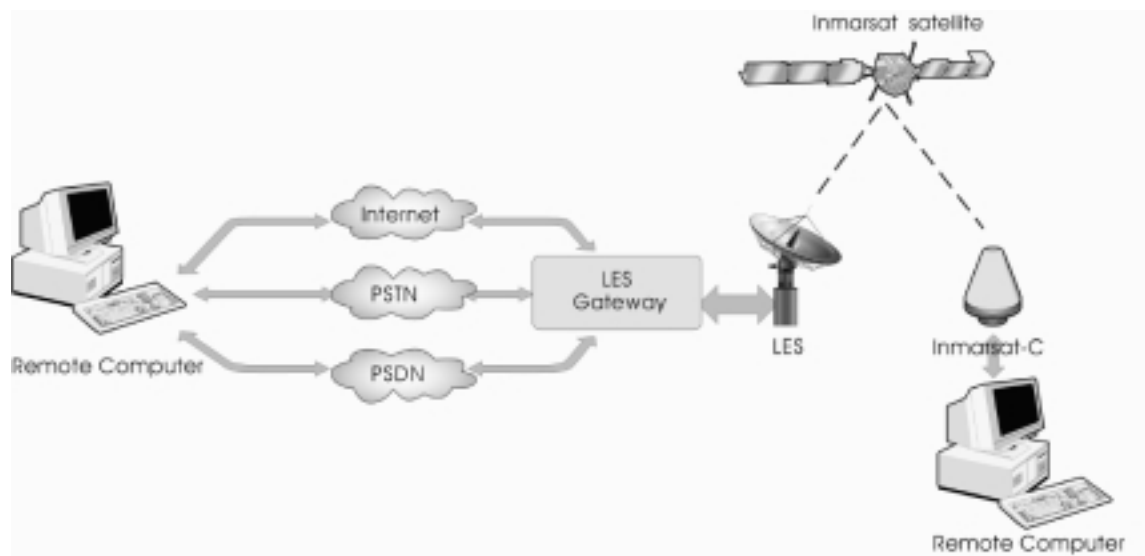 Inmarsat satellite
Internet
PSTN
PSDN
LES
Gateway
LES
Inmarsat-C
Remote Computer
Remote Computer